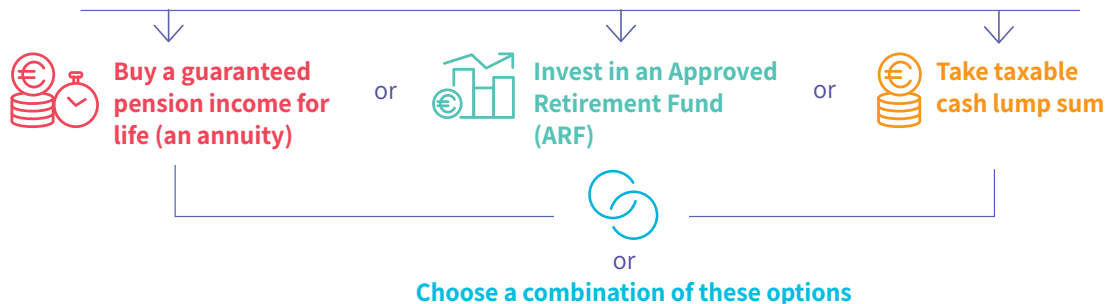 Buy a guaranteed
pension income for
life (an annuity)
or
Invest in an Approved
Retirement Fund
(ARF)
or
Take taxable
cash lump sum
or
Choose a combination of these options